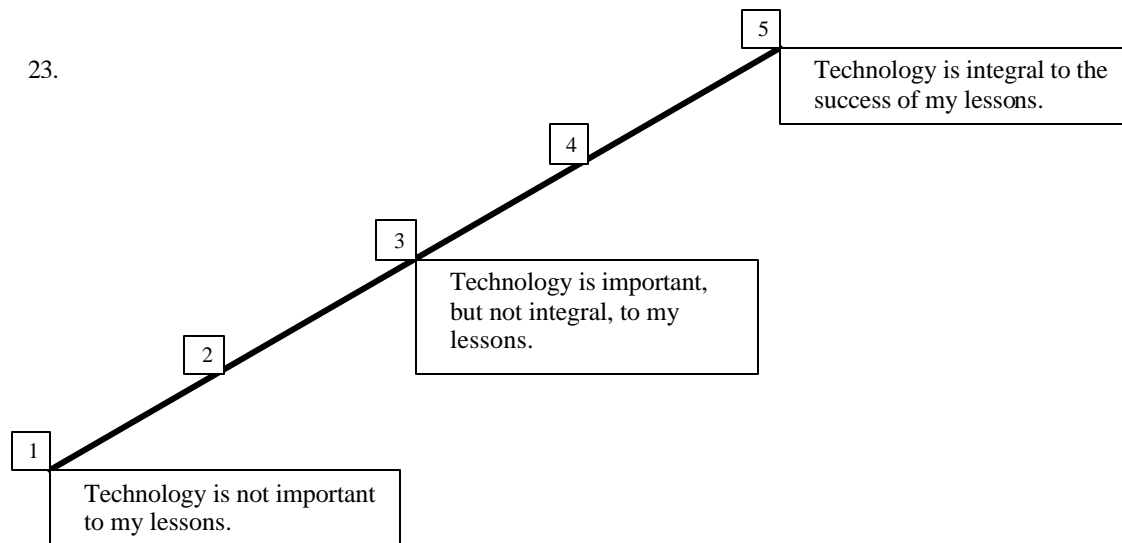 5
23.
Technology is integral to the
success of my lessons.
4
3
Technology is important,
but not integral, to my
lessons.
2
1
Technology is not important
to my lessons.